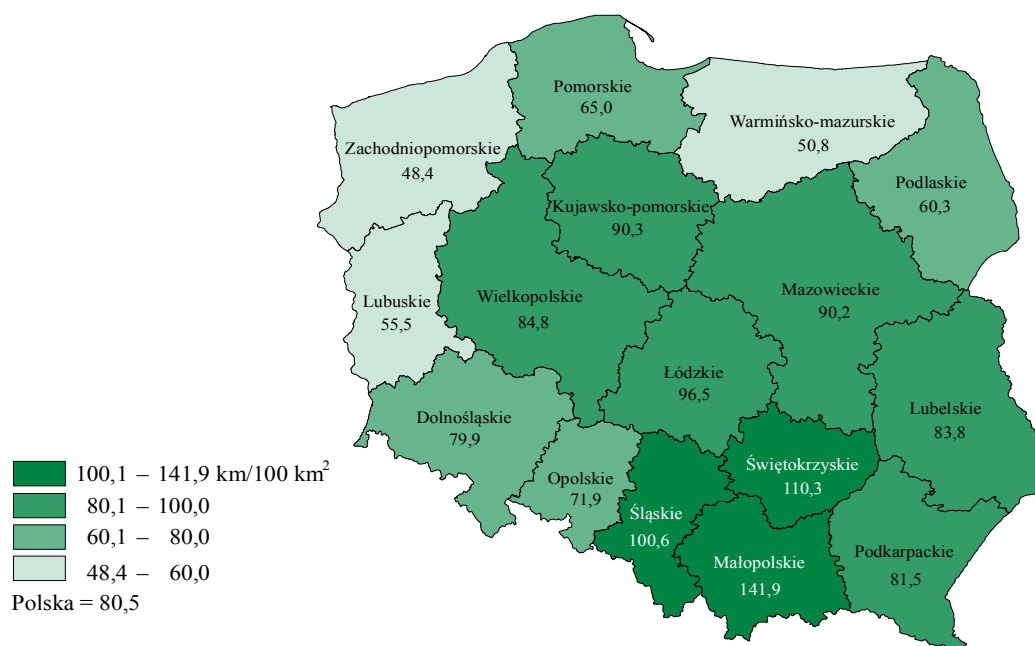 Pomorskie
65,0
Warmińsko-mazurskie
50,8
Zachodniopomorskie
48,4
Podlaskie
60,3
Kujawsko-pomorskie
90,3
Mazowieckie
90,2
Wielkopolskie
84,8
Lubuskie
55,5
Łódzkie
96,5
Dolnośląskie
79,9
Lubelskie
83,8
Świętokrzyskie
110,3
Opolskie
71,9
Śląskie
100,6
Małopolskie
141,9
Podkarpackie
81,5
100,1 – 141,9 km/100 km²
80,1 – 100,0
60,1 – 80,0
48,4 – 60,0
Polska = 80,5